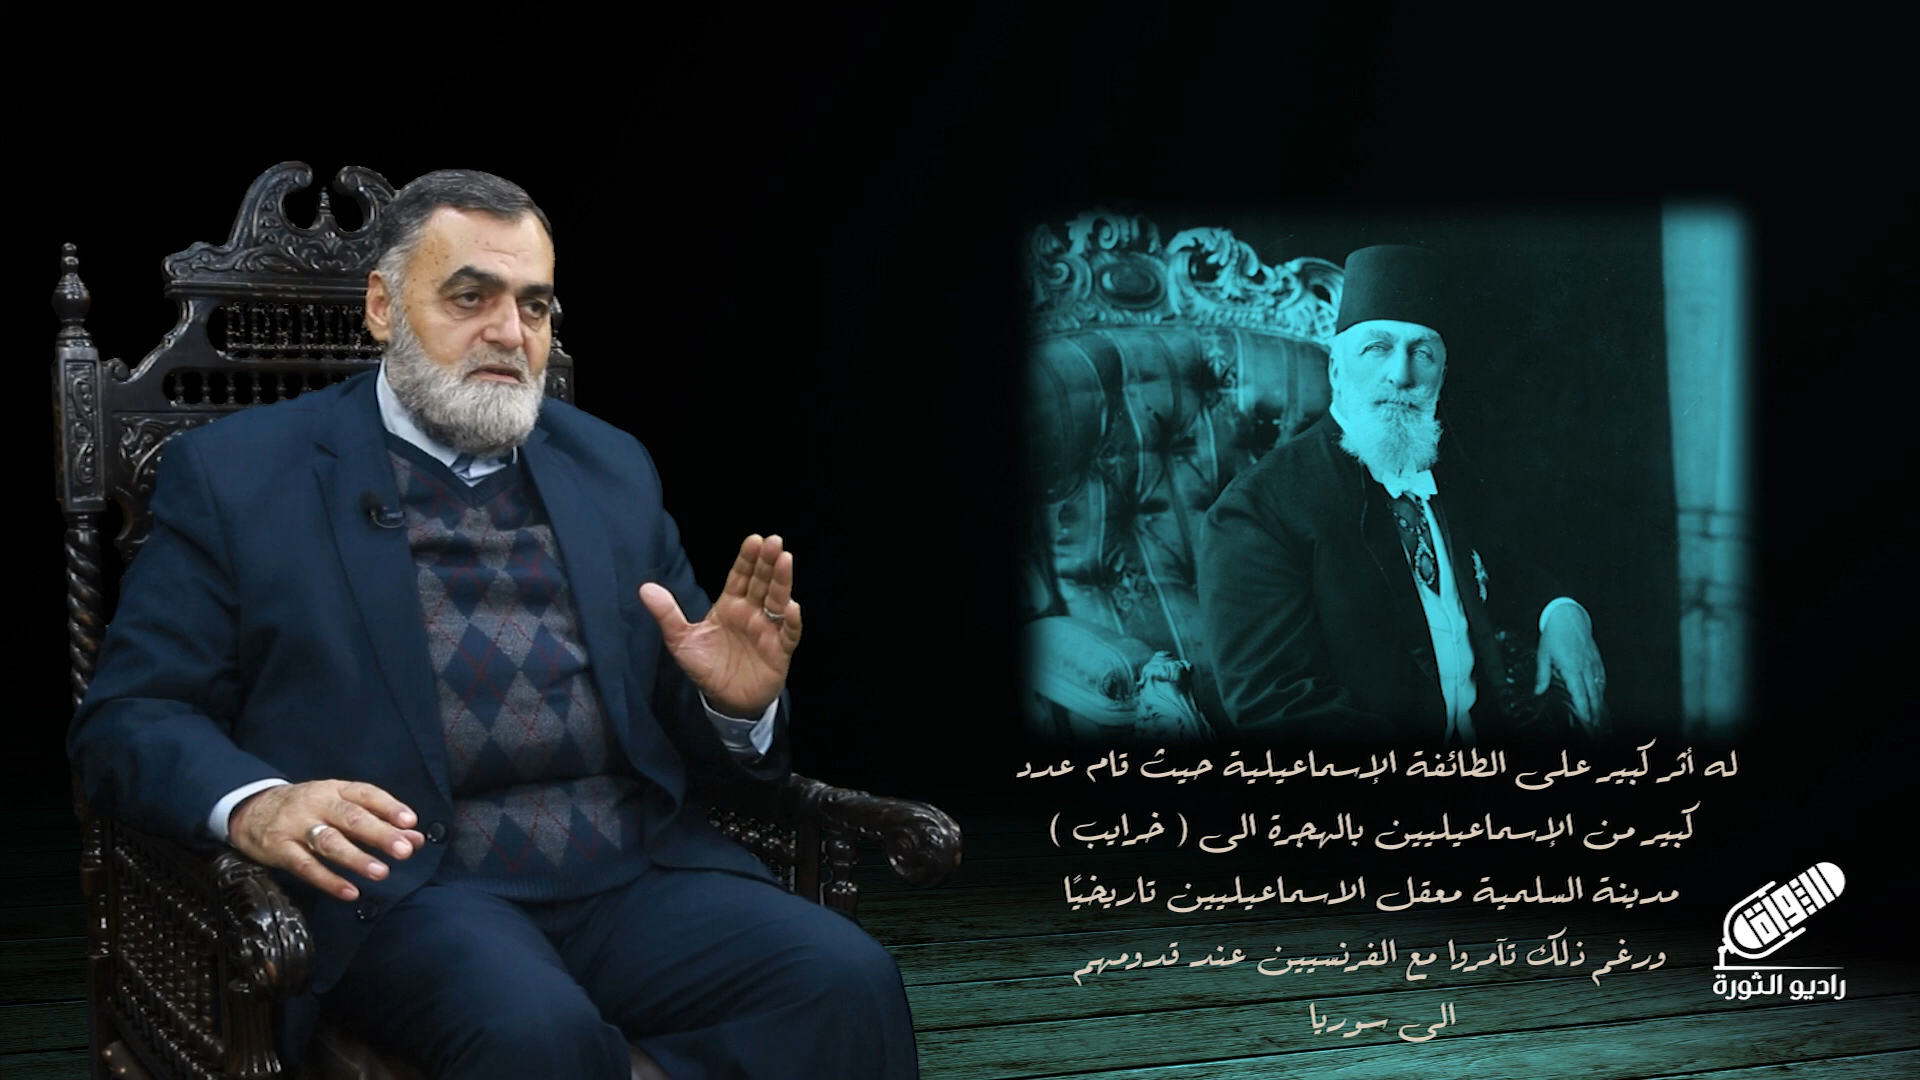 له أثر كبير على الطائفة الإسماعيلية حيث قام عدد
كبير من الإسماعيليين بالهجرة الى ( خرايب )
مدينة السلمية معقل الاسماعيليين تاريخيًا
ورغم ذلك تآمروا مع الفرنسيين عند قدومهم
الى سوريا
الثورة
راديو الثورة